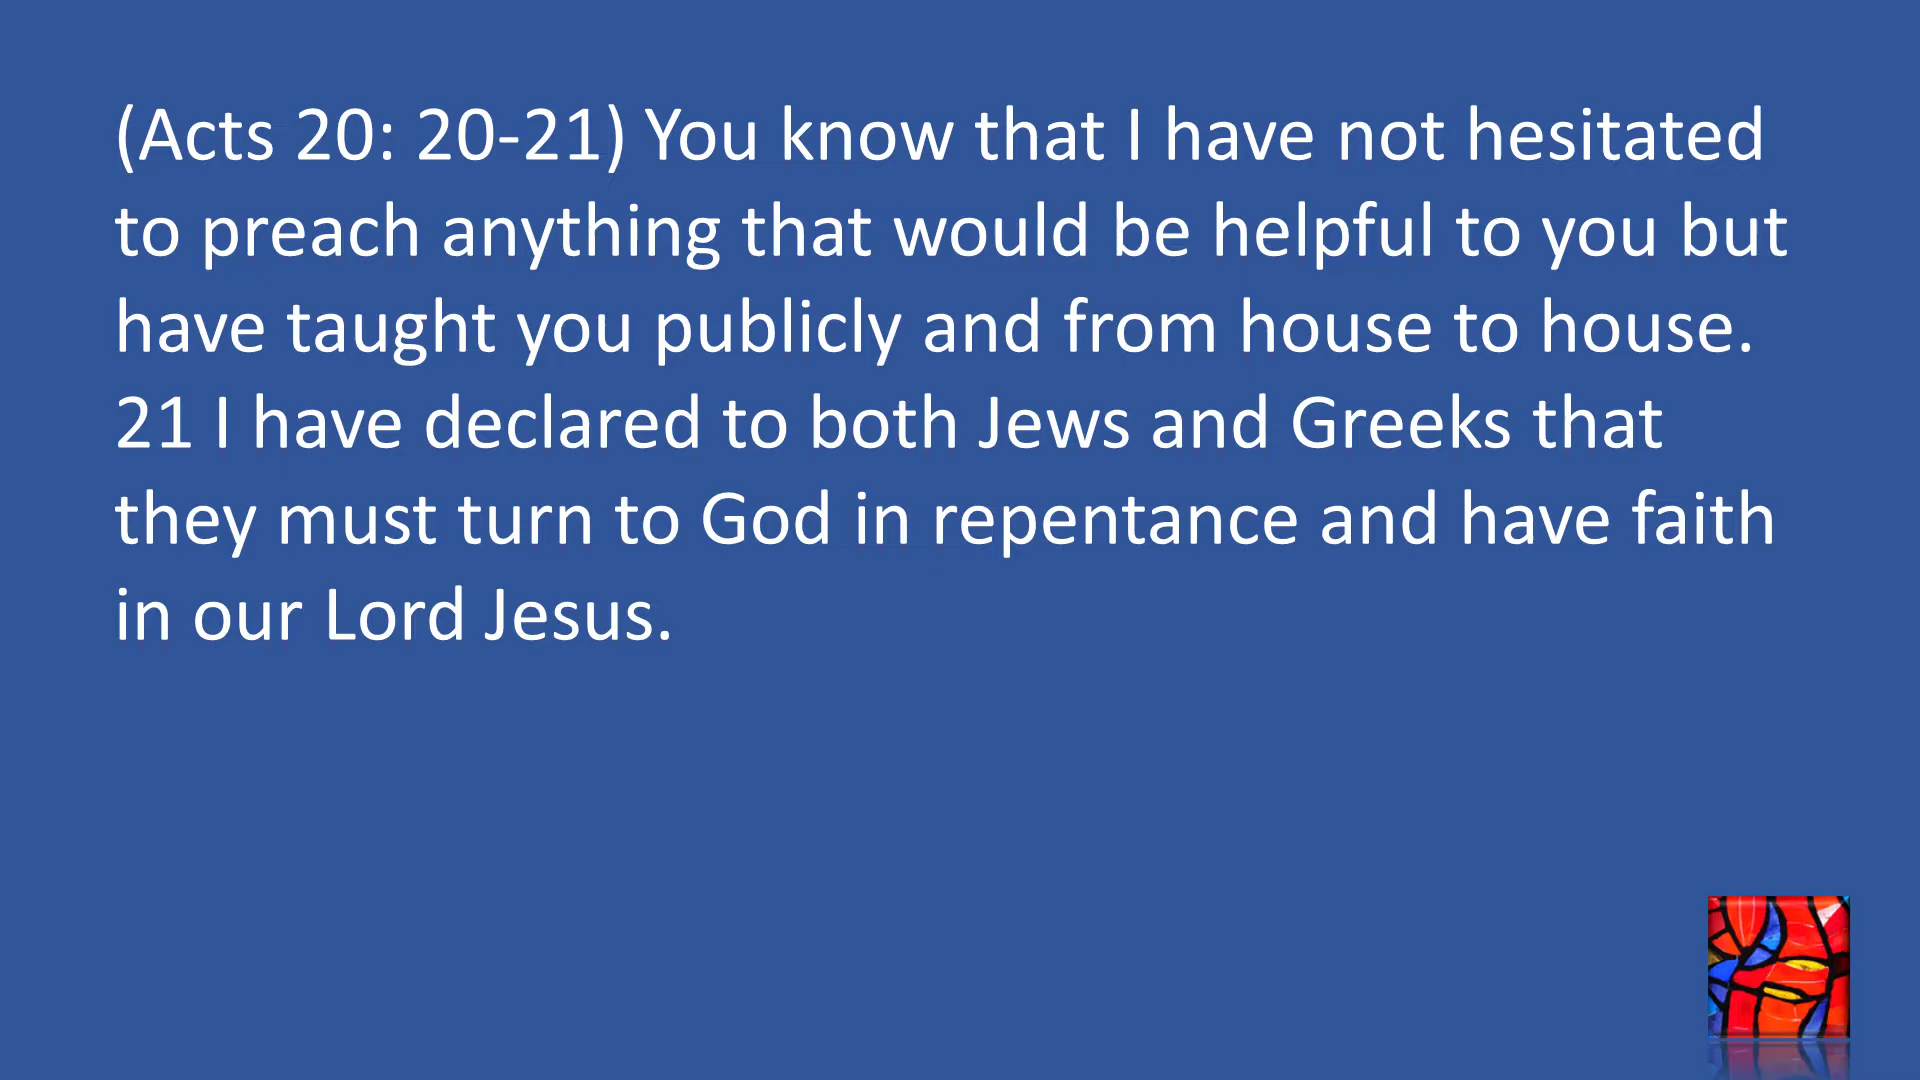 (Acts 20: 20-21) You know that I have not hesitated
to preach anything that would be helpful to you but
have taught you publicly and from house to house.
21 I have declared to both Jews and Greeks that
they must turn to God in repentance and have faith
in our Lord Jesus.